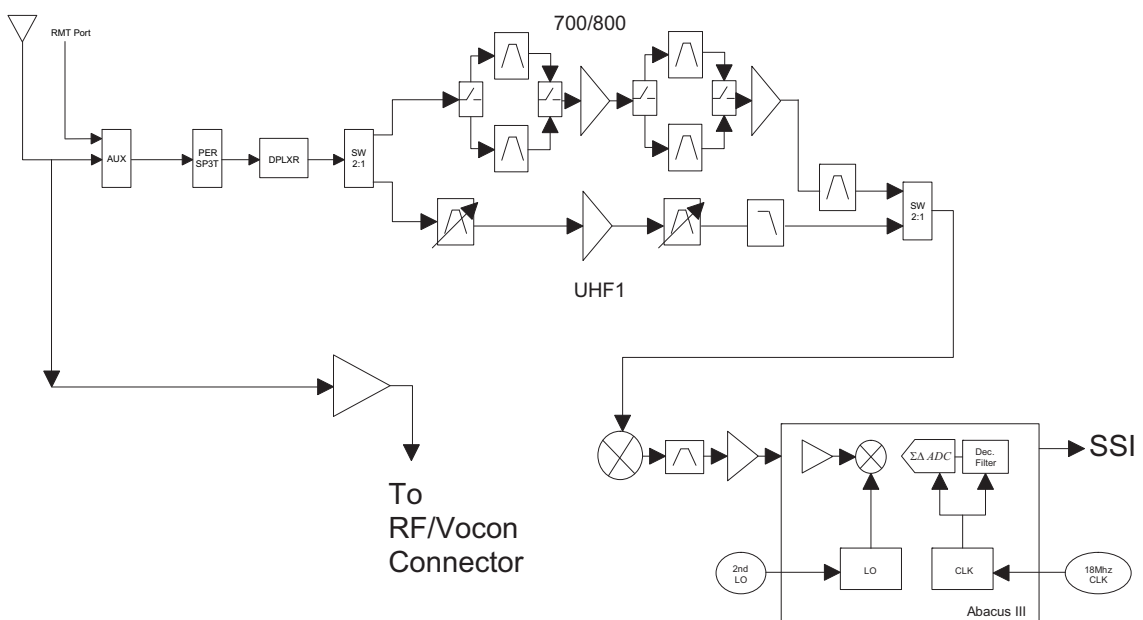 700/800
RMT Port
AUX
PER
SP3T
DPLXR
SW
2:1
SW
2:1
UHF1
To
RF/Vocon
Connector
ΣΔ ADC
Dec.
Filter
SSI
2nd
LO
LO
CLK
18Mhz
CLK
Abacus III